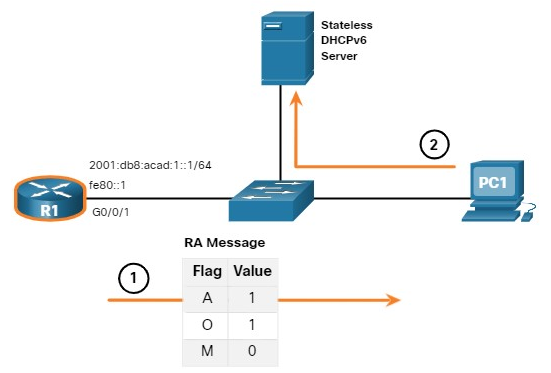 Stateless
DHCPv6
Server
2
2001:db8:acad:1::1/64
fe80::1
R1
G0/0/1
PC1
RA Message
1
Flag Value
A 1
O 1
M 0